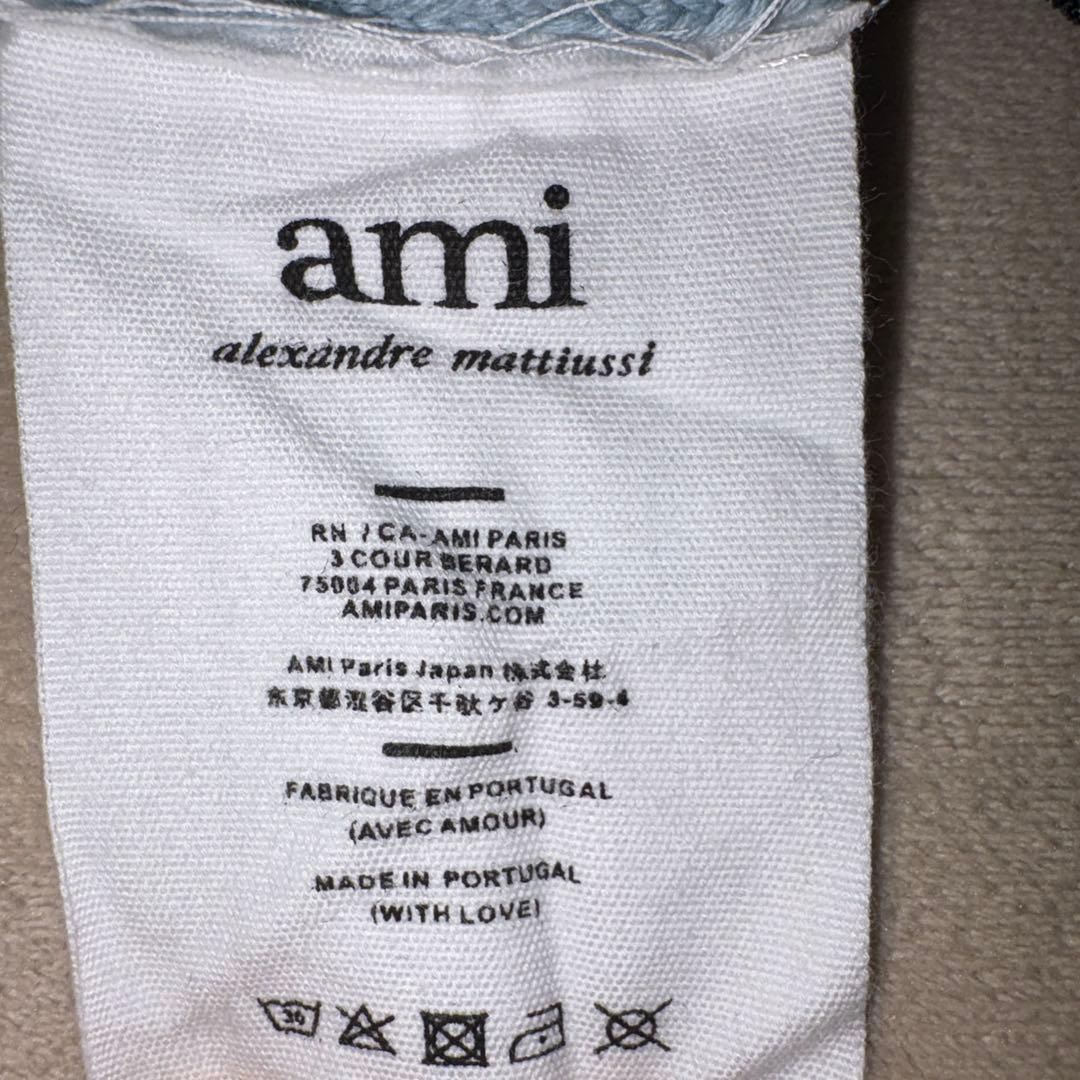 ami
alexandre mattiussi
RN / CA-AMI PARIS
3 COUR BERARD
75004 PARIS FRANCE
AMIPARIS.COM
AMI Paris Japan 株式会社
东京都渋谷区千駄ヶ谷 3-59-4
FABRIQUE EN PORTUGAL
(AVEC AMOUR)
MADE IN PORTUGAL
(WITH LOVE)
30